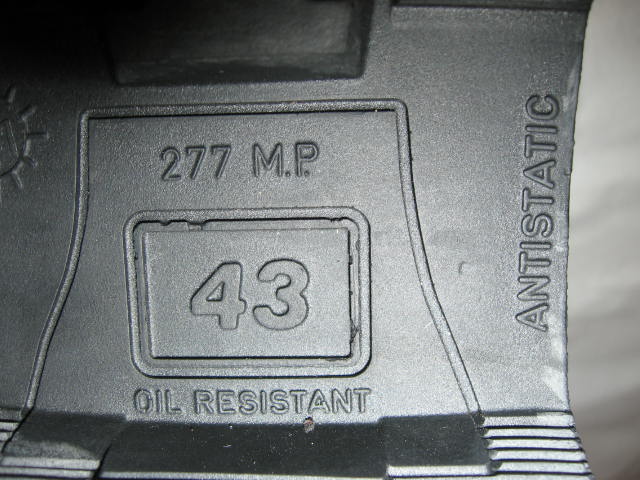 277 M.P.
43
OIL RESISTANT
ANTISTATIC